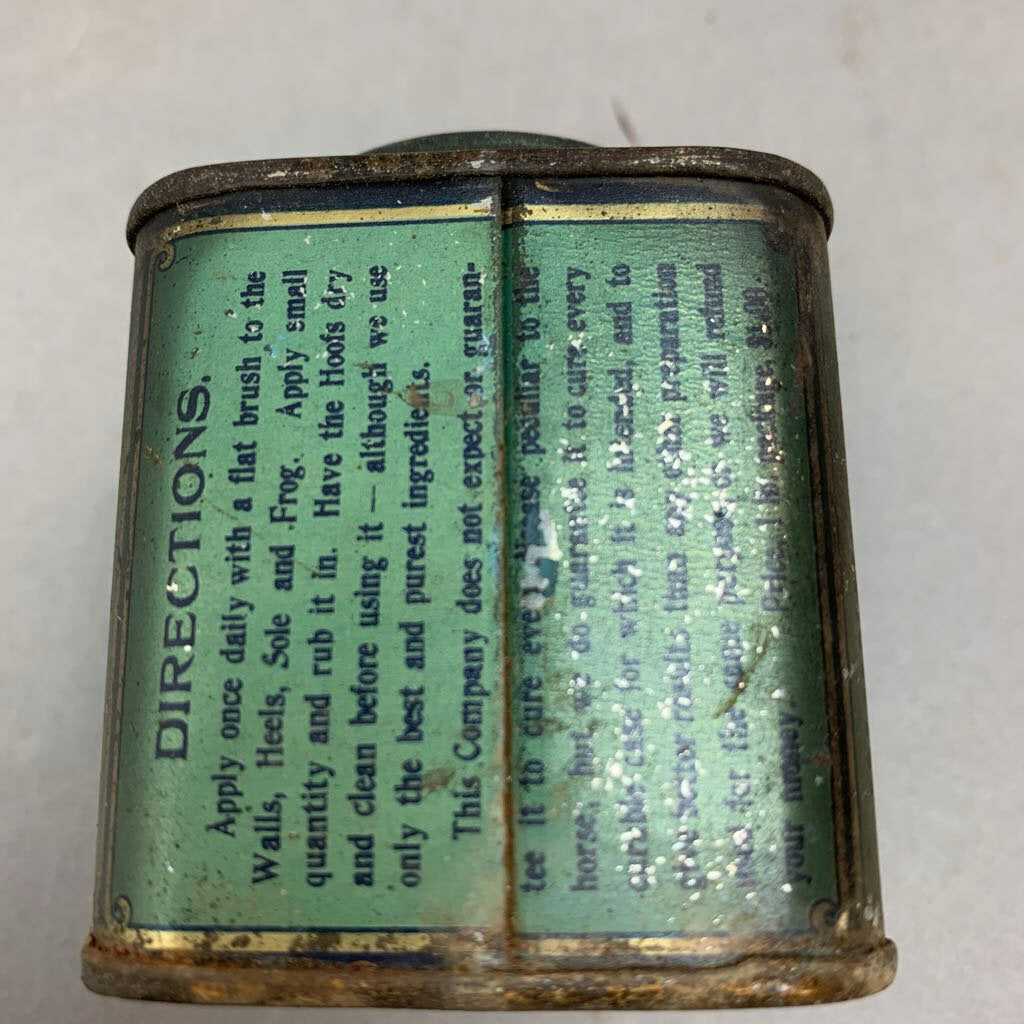 DIRECTIONS.
Apply once daily with a flat brush to the
Walls, Heels, Sole and Frog. Apply small
quantity and rub it in. Have the Hoofs dry
and clean before using it — although we use
only the best and purest ingredients.
This Company does not expect or guaran-
tee it to cure every disease peculiar to the
horse, but we do guarantee it to cure every
curable case for which it is intended, and to
give better results than any other preparation
used for the same purpose or we will refund
your money. Price